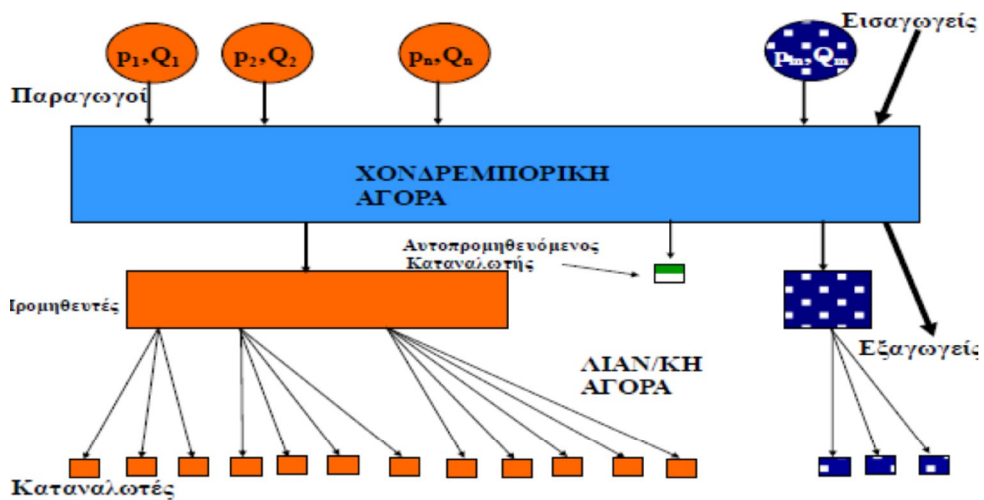 p₁,Q₁
p₂,Q₂
pₙ,Qₙ
pₘ,Qₘ
Εισαγωγείς
Παραγωγοί
ΧΟΝΔΡΕΜΠΟΡΙΚΗ
ΑΓΟΡΑ
Αυτοπρομηθευόμενος
Καταναλωτής
ρομηθευτές
Εξαγωγείς
ΛΙΑΝ/ΚΗ
ΑΓΟΡΑ
Καταναλωτές